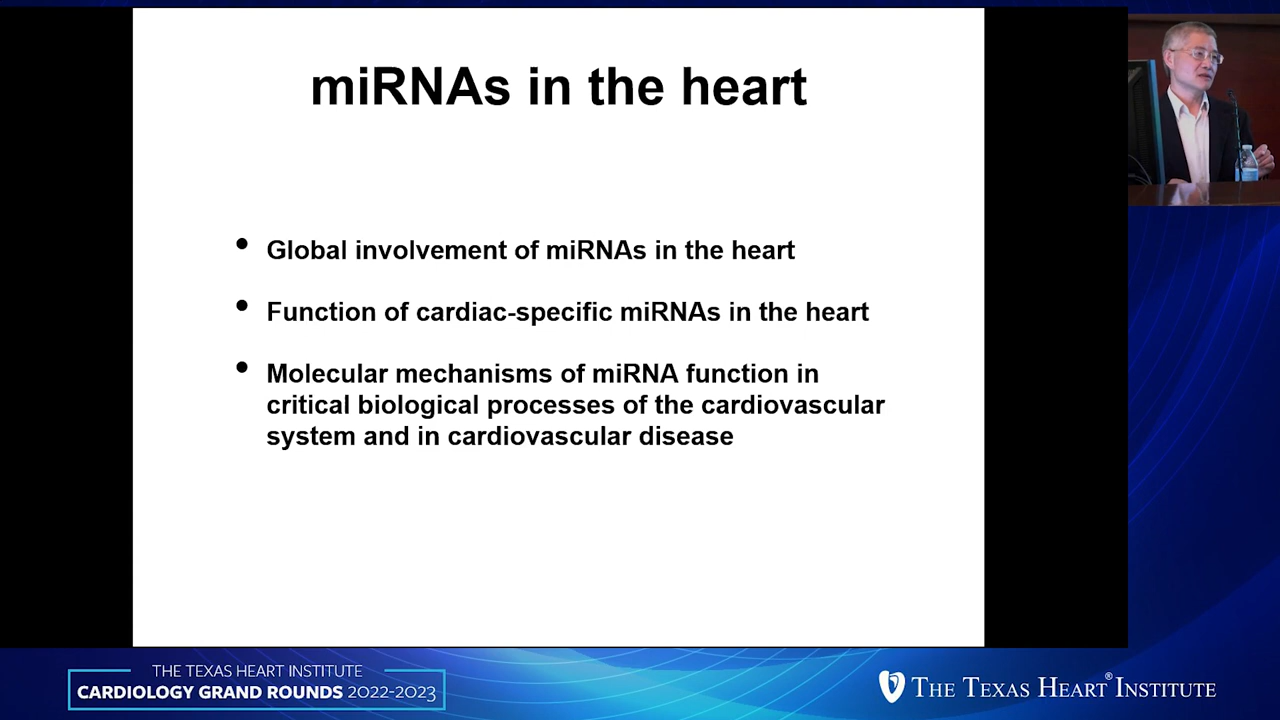 miRNAs in the heart
• Global involvement of miRNAs in the heart
• Function of cardiac-specific miRNAs in the heart
• Molecular mechanisms of miRNA function in
critical biological processes of the cardiovascular
system and in cardiovascular disease
THE TEXAS HEART INSTITUTE
CARDIOLOGY GRAND ROUNDS 2022-2023
THE TEXAS HEART® INSTITUTE